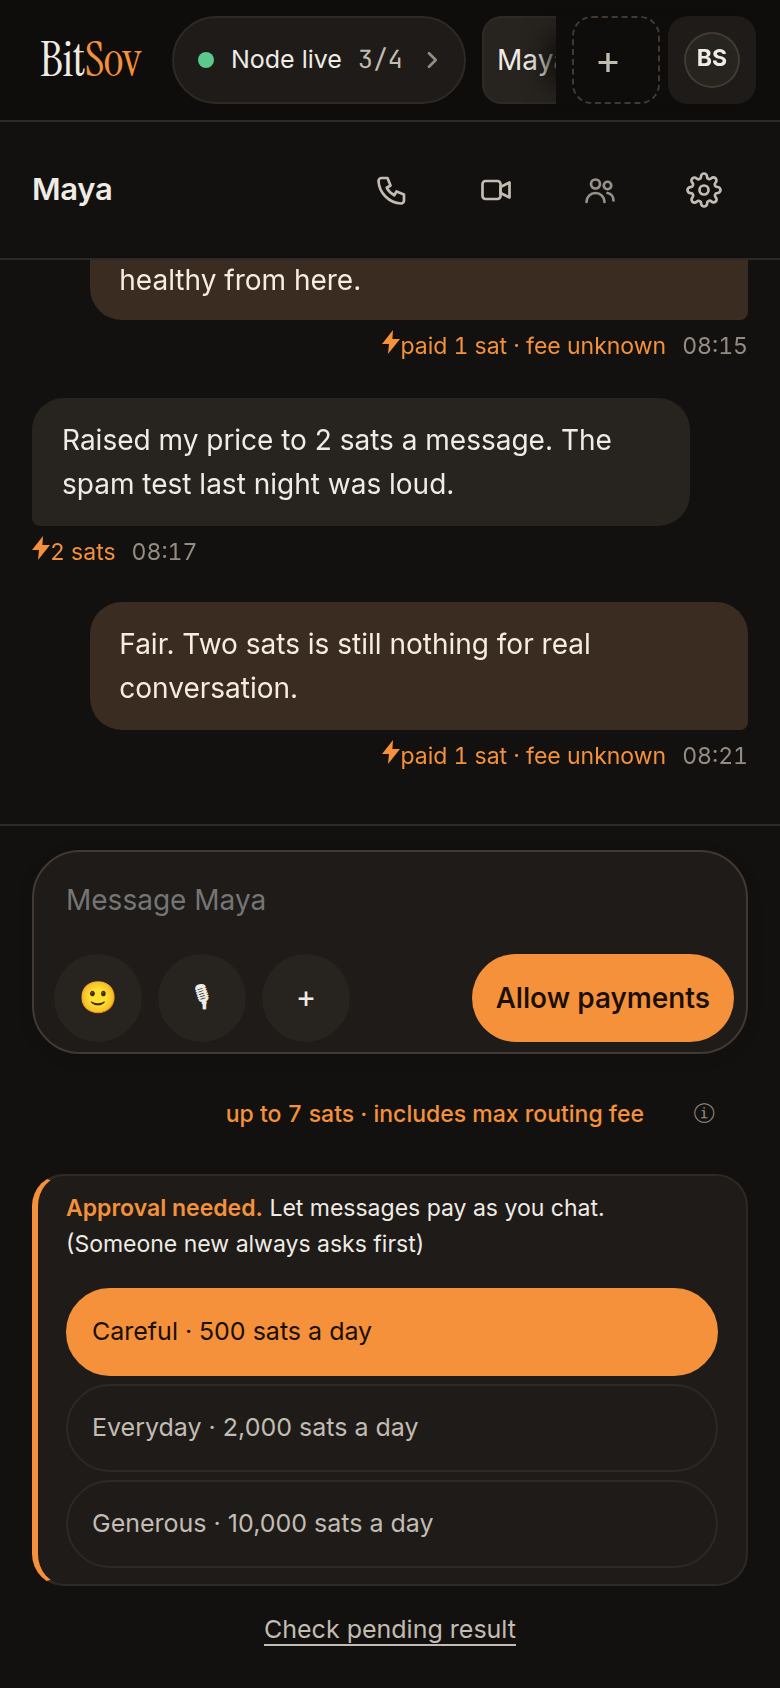 BitSov
Node live 3/4
May
+
BS
Maya
healthy from here.
paid 1 sat · fee unknown 08:15
Raised my price to 2 sats a message. The
spam test last night was loud.
2 sats 08:17
Fair. Two sats is still nothing for real
conversation.
paid 1 sat · fee unknown 08:21
Message Maya
+
Allow payments
up to 7 sats · includes max routing fee ⓘ
Approval needed. Let messages pay as you chat.
(Someone new always asks first)
Careful · 500 sats a day
Everyday · 2,000 sats a day
Generous · 10,000 sats a day
Check pending result